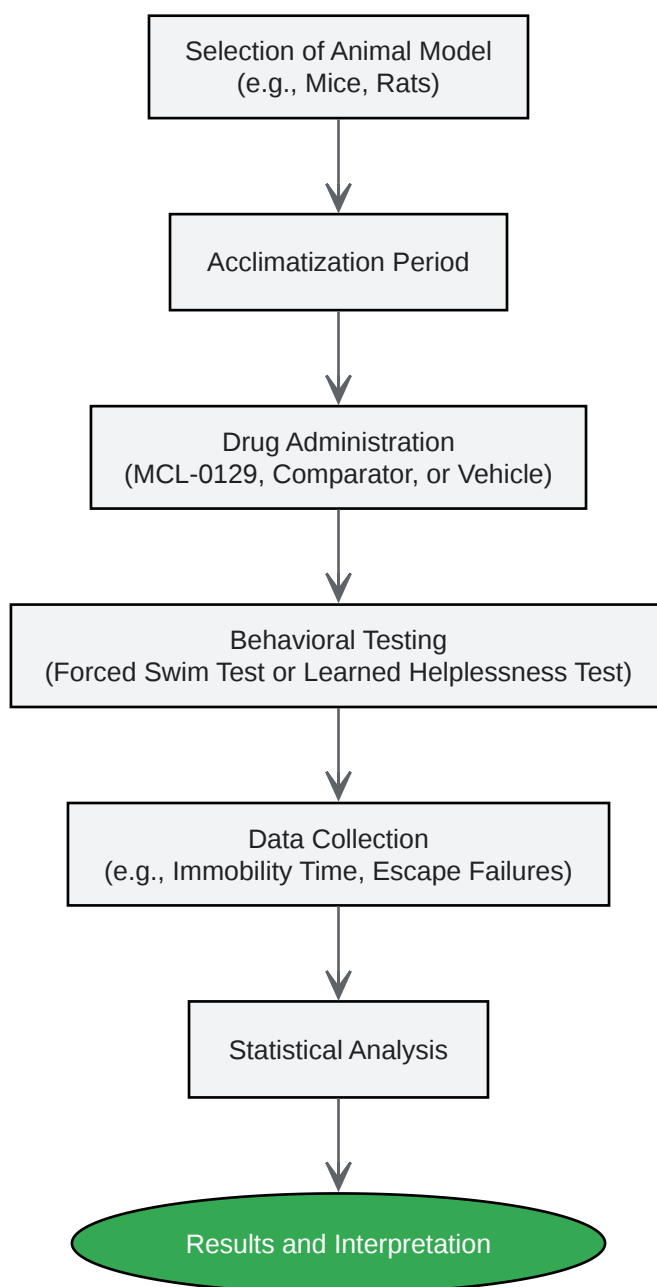 Selection of Animal Model
(e.g., Mice, Rats)
Acclimatization Period
Drug Administration
(MCL-0129, Comparator, or Vehicle)
Behavioral Testing
(Forced Swim Test or Learned Helplessness Test)
Data Collection
(e.g., Immobility Time, Escape Failures)
Statistical Analysis
Results and Interpretation